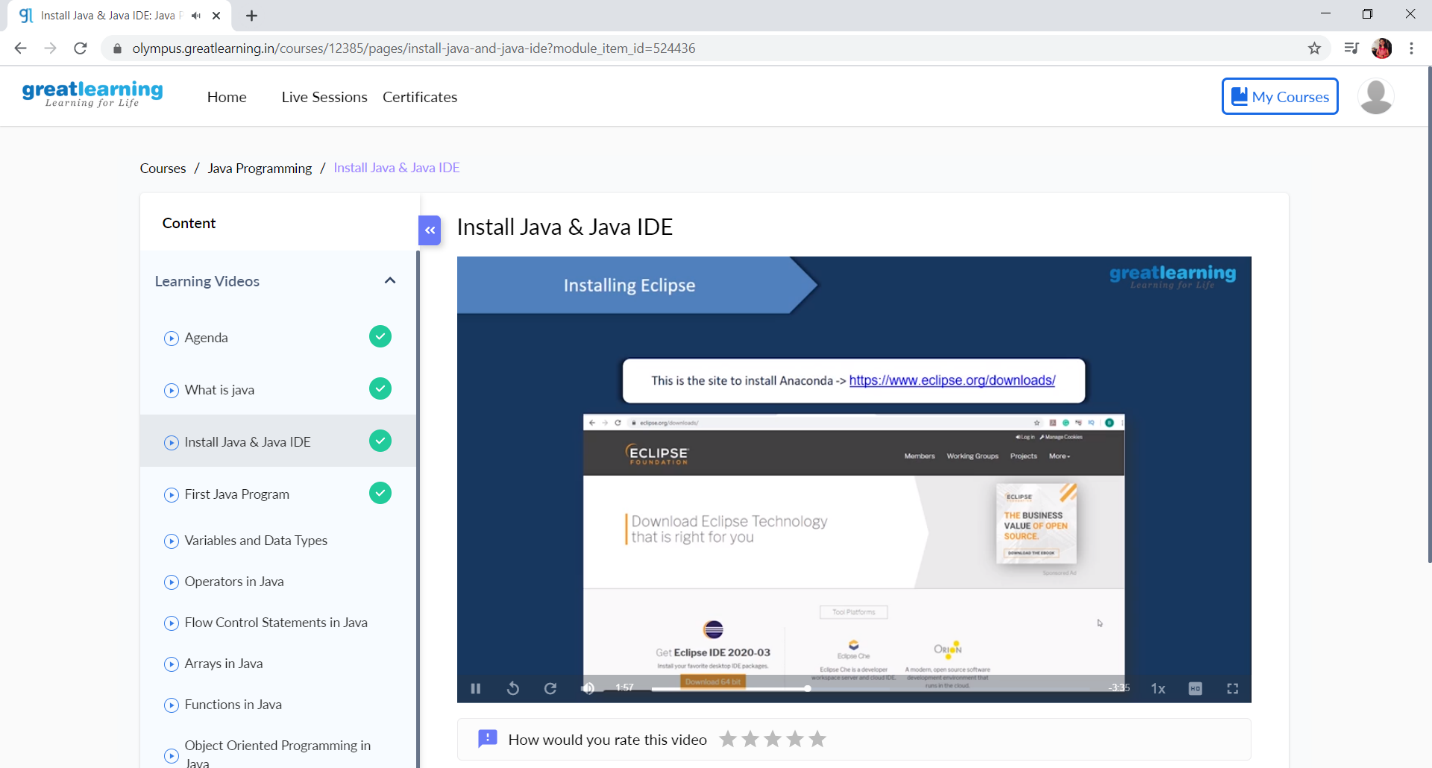 Install Java & Java IDE: Java
olympus.greatlearning.in/courses/12385/pages/install-java-and-java-ide?module_item_id=524436
greatlearning
Learning for Life
Home
Live Sessions
Certificates
My Courses
Courses / Java Programming / Install Java & Java IDE
Content
Learning Videos
Agenda
What is java
Install Java & Java IDE
First Java Program
Variables and Data Types
Operators in Java
Flow Control Statements in Java
Arrays in Java
Functions in Java
Object Oriented Programming in
Java
Install Java & Java IDE
Installing Eclipse
greatlearning
Learning for Life
This is the site to install Anaconda -> https://www.eclipse.org/downloads/
eclipse.org/downloads/
Log in Manage Cookies
ECLIPSE
FOUNDATION
Members Working Groups Projects More
Download Eclipse Technology
that is right for you
ECLIPSE
THE BUSINESS
VALUE OF OPEN
SOURCE.
DOWNLOAD THE EBOOK
Sponsored Ad
Tool Platforms
Get Eclipse IDE 2020-03
Install your favorite desktop IDE packages.
Download 64 bit
Eclipse Che
Eclipse Che is a developer
workspace server and cloud IDE.
ORION
A modern, open source software
development environment that
runs in the cloud.
1:57
-3:35
1x
HD
How would you rate this video